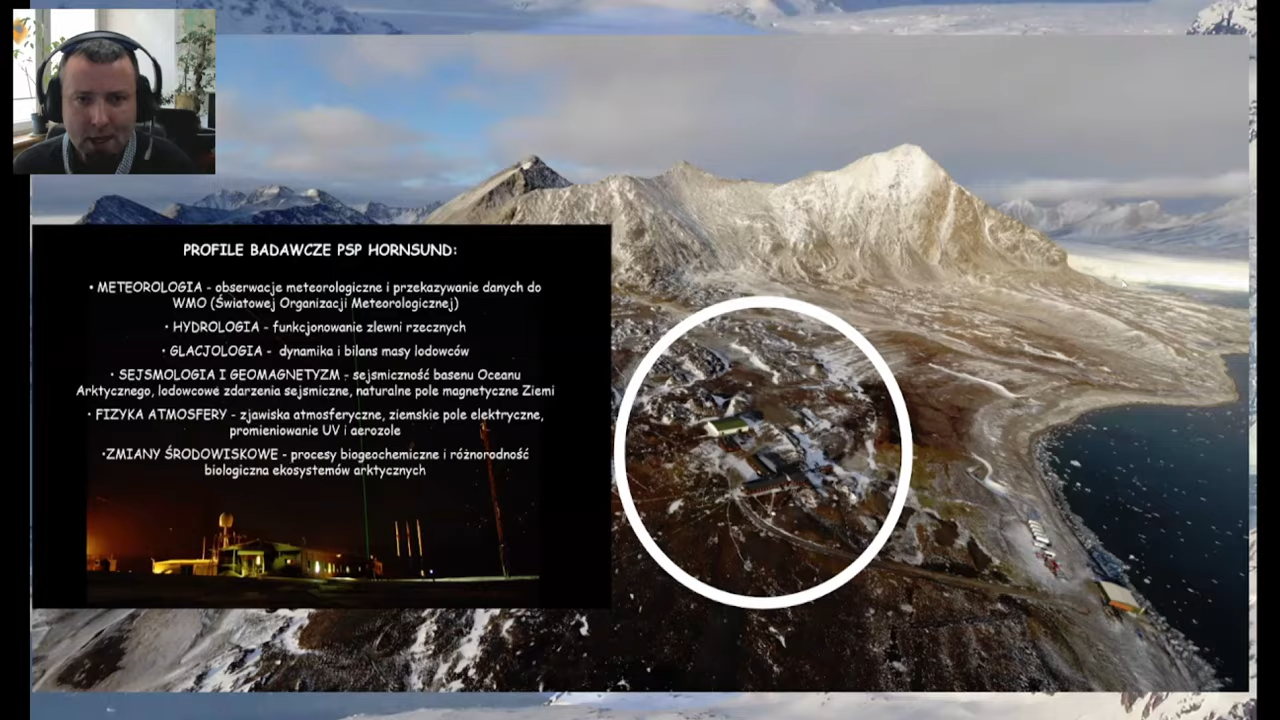 PROFILE BADAWCZE PSP HORNSUND:
• METEOROLOGIA - obserwacje meteorologiczne i przekazywanie danych do
WMO (Światowej Organizacji Meteorologicznej)
• HYDROLOGIA - funkcjonowanie zlewni rzecznych
• GLACJOLOGIA - dynamika i bilans masy lodowców
• SEJSMOLOGIA I GEOMAGNETYZM - sejsmiczność basenu Oceanu
Arktycznego, lodowcowe zdarzenia sejsmiczne, naturalne pole magnetyczne Ziemi
• FIZYKA ATMOSFERY - zjawiska atmosferyczne, ziemskie pole elektryczne,
promieniowanie UV i aerozole
•ZMIANY ŚRODOWISKOWE - procesy biogeochemiczne i różnorodność
biologiczna ekosystemów arktycznych